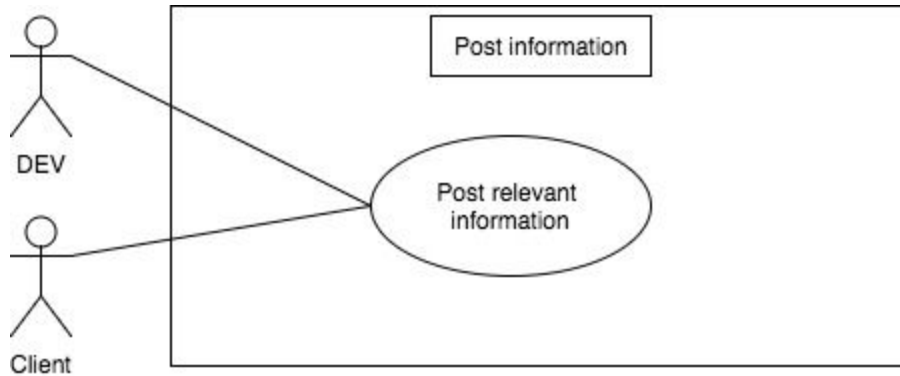 Post information
DEV
Post relevant
information
Client